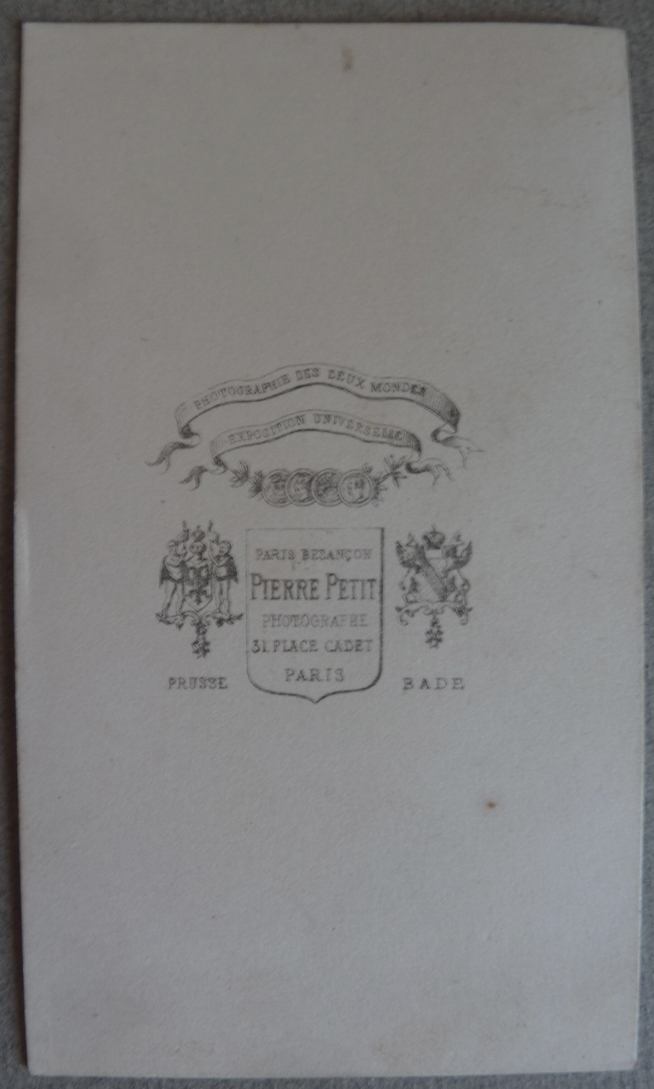 PHOTOGRAPHIE DES DEUX MONDES
EXPOSITION UNIVERSELLE
PARIS BESANÇON
PIERRE PETIT
PHOTOGRAPHE
31, PLACE CADET
PARIS
PRUSSE
BADE